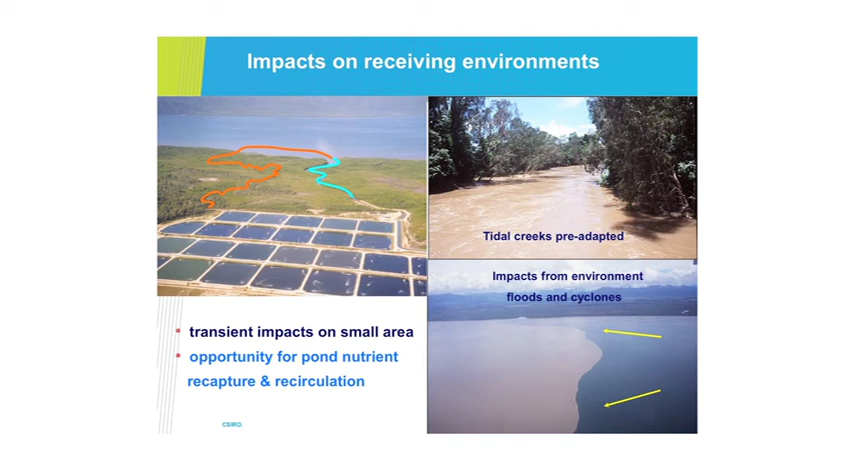 Impacts on receiving environments
Tidal creeks pre-adapted
Impacts from environment
floods and cyclones
• transient impacts on small area
• opportunity for pond nutrient
recapture & recirculation
CSIRO.